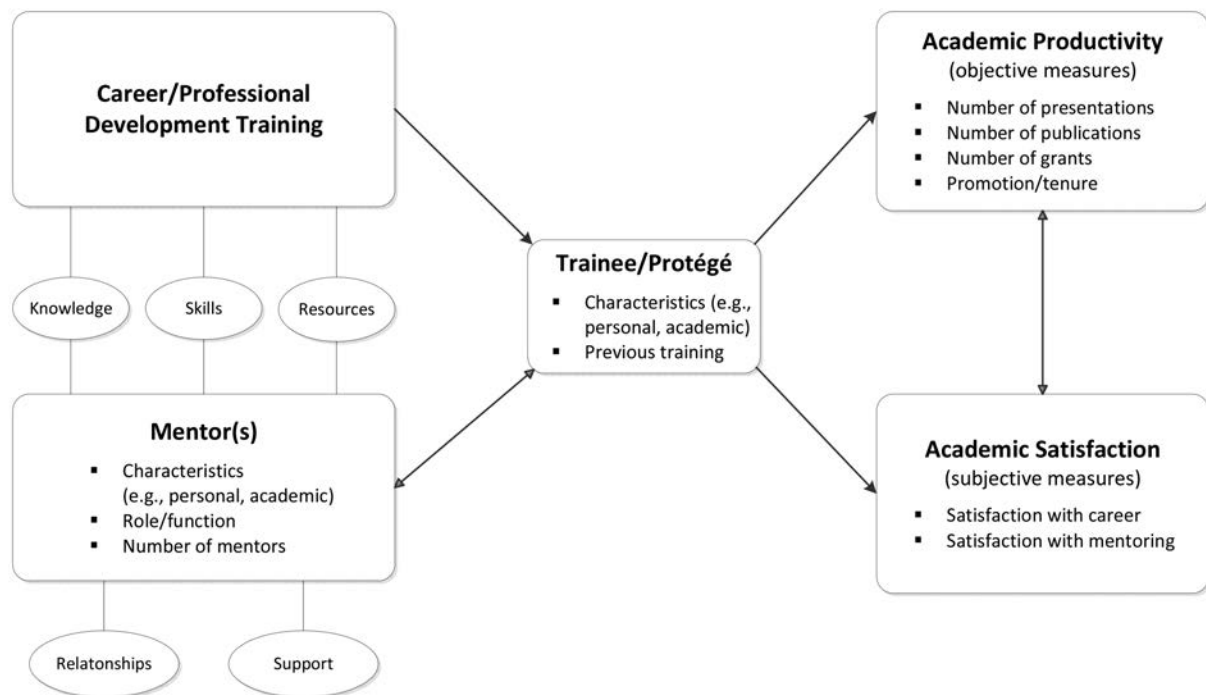 Career/Professional
Development Training
Knowledge
Skills
Resources
Mentor(s)
▪ Characteristics
(e.g., personal, academic)
▪ Role/function
▪ Number of mentors
Relatonships
Support
Trainee/Protégé
▪ Characteristics (e.g.,
personal, academic)
▪ Previous training
Academic Productivity
(objective measures)
▪ Number of presentations
▪ Number of publications
▪ Number of grants
▪ Promotion/tenure
Academic Satisfaction
(subjective measures)
▪ Satisfaction with career
▪ Satisfaction with mentoring